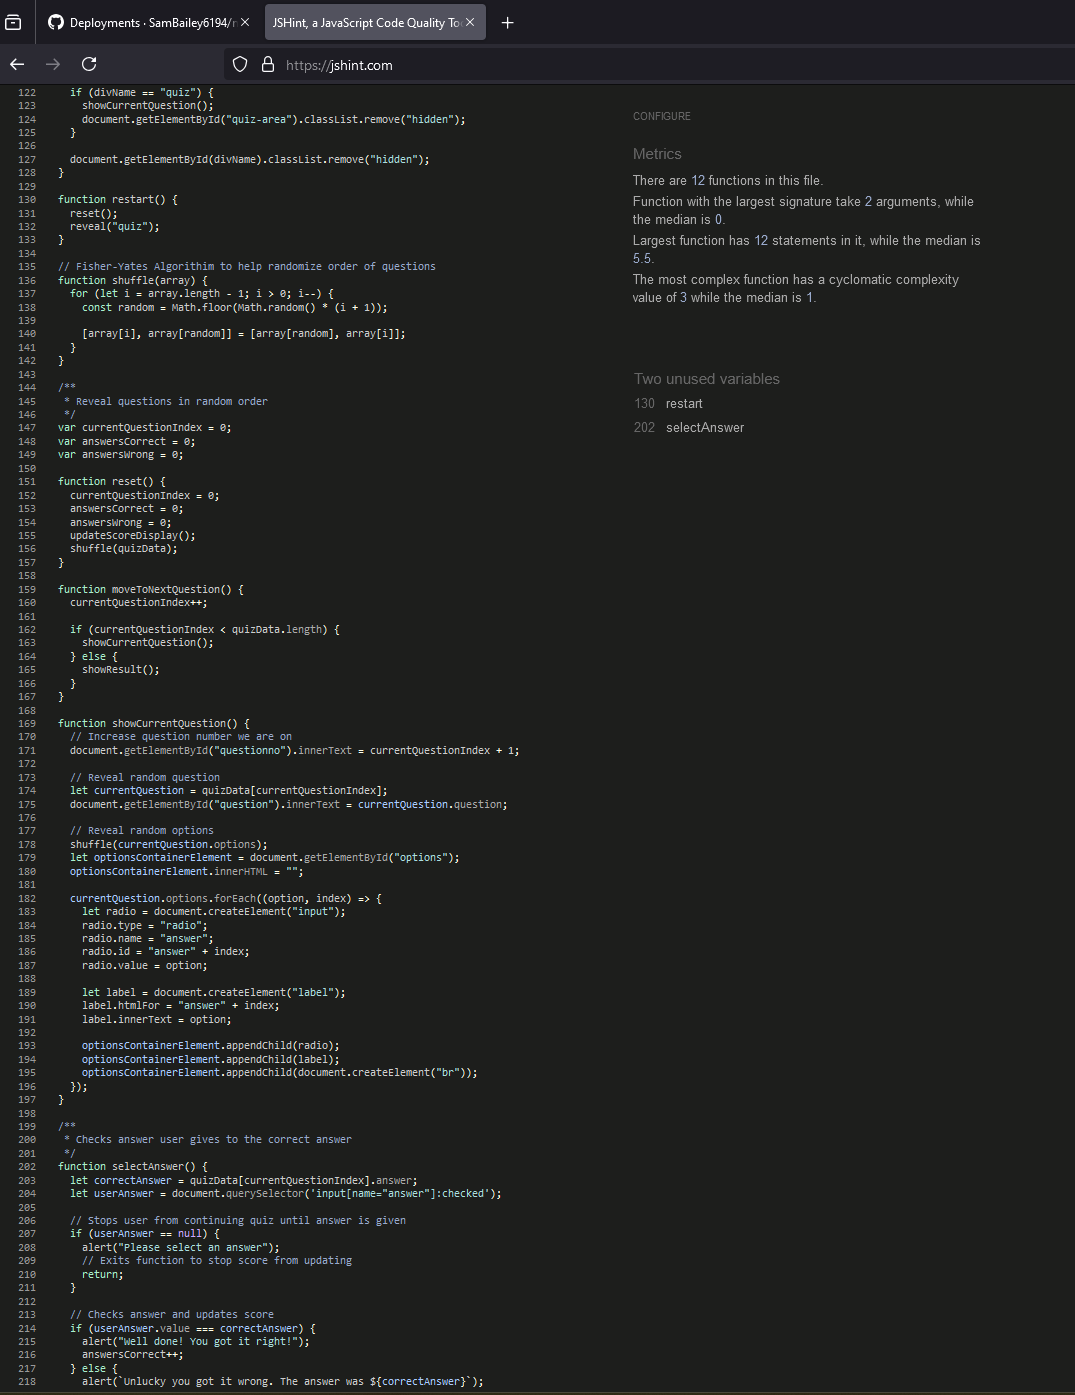 Deployments · SamBailey6194/
JSHint, a JavaScript Code Quality To
https://jshint.com
122 if (divName == "quiz") {
123 showCurrentQuestion();
124 document.getElementById("quiz-area").classList.remove("hidden");
125 }
126
127 document.getElementById(divName).classList.remove("hidden");
128 }
129
130 function restart() {
131 reset();
132 reveal("quiz");
133 }
134
135 // Fisher-Yates Algorithim to help randomize order of questions
136 function shuffle(array) {
137 for (let i = array.length - 1; i > 0; i--) {
138 const random = Math.floor(Math.random() * (i + 1));
139
140 [array[i], array[random]] = [array[random], array[i]];
141 }
142 }
143
144 /**
145 * Reveal questions in random order
146 */
147 var currentQuestionIndex = 0;
148 var answersCorrect = 0;
149 var answersWrong = 0;
150
151 function reset() {
152 currentQuestionIndex = 0;
153 answersCorrect = 0;
154 answersWrong = 0;
155 updateScoreDisplay();
156 shuffle(quizData);
157 }
158
159 function moveToNextQuestion() {
160 currentQuestionIndex++;
161
162 if (currentQuestionIndex < quizData.length) {
163 showCurrentQuestion();
164 } else {
165 showResult();
166 }
167 }
168
169 function showCurrentQuestion() {
170 // Increase question number we are on
171 document.getElementById("questionno").innerText = currentQuestionIndex + 1;
172
173 // Reveal random question
174 let currentQuestion = quizData[currentQuestionIndex];
175 document.getElementById("question").innerText = currentQuestion.question;
176
177 // Reveal random options
178 shuffle(currentQuestion.options);
179 let optionsContainerElement = document.getElementById("options");
180 optionsContainerElement.innerHTML = "";
181
182 currentQuestion.options.forEach((option, index) => {
183 let radio = document.createElement("input");
184 radio.type = "radio";
185 radio.name = "answer";
186 radio.id = "answer" + index;
187 radio.value = option;
188
189 let label = document.createElement("label");
190 label.htmlFor = "answer" + index;
191 label.innerText = option;
192
193 optionsContainerElement.appendChild(radio);
194 optionsContainerElement.appendChild(label);
195 optionsContainerElement.appendChild(document.createElement("br"));
196 });
197 }
198
199 /**
200 * Checks answer user gives to the correct answer
201 */
202 function selectAnswer() {
203 let correctAnswer = quizData[currentQuestionIndex].answer;
204 let userAnswer = document.querySelector('input[name="answer"]:checked');
205
206 // Stops user from continuing quiz until answer is given
207 if (userAnswer == null) {
208 alert("Please select an answer");
209 // Exits function to stop score from updating
210 return;
211 }
212
213 // Checks answer and updates score
214 if (userAnswer.value === correctAnswer) {
215 alert("Well done! You got it right!");
216 answersCorrect++;
217 } else {
218 alert(`Unlucky you got it wrong. The answer was ${correctAnswer}`);
CONFIGURE
Metrics
There are 12 functions in this file.
Function with the largest signature take 2 arguments, while
the median is 0.
Largest function has 12 statements in it, while the median is
5.5.
The most complex function has a cyclomatic complexity
value of 3 while the median is 1.
Two unused variables
130 restart
202 selectAnswer